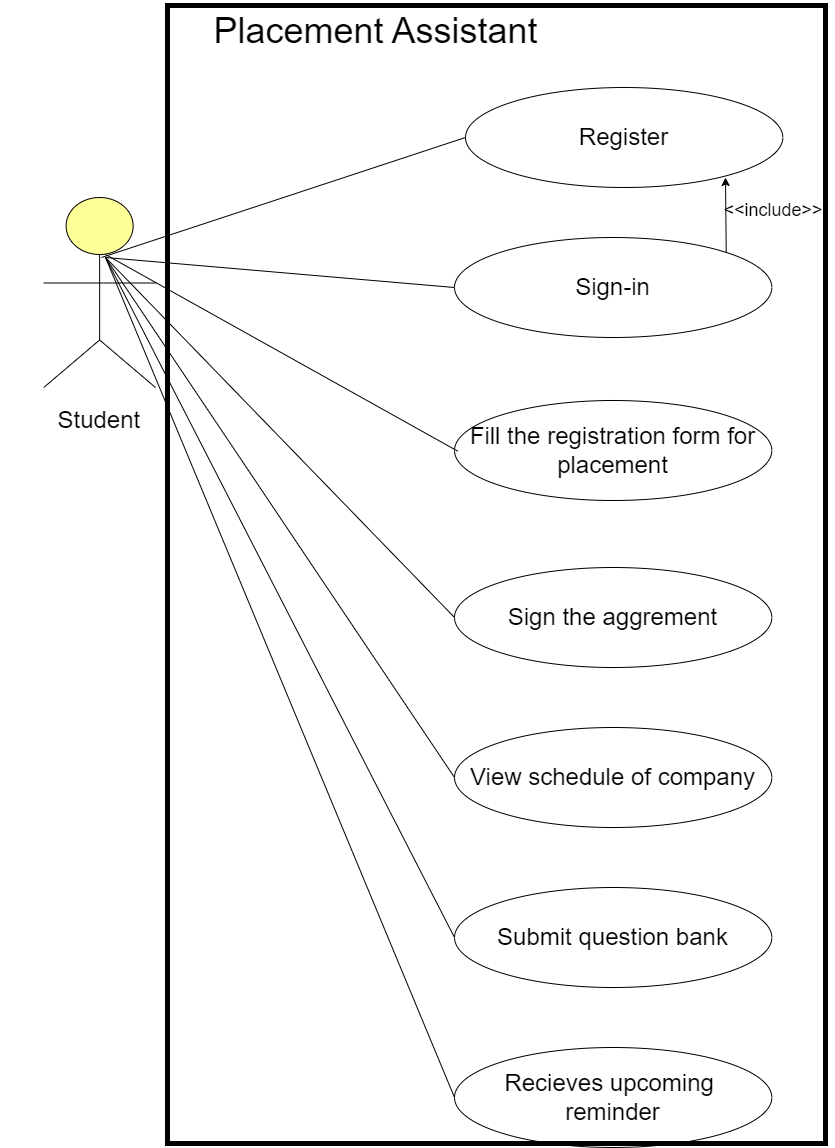 Placement Assistant
Register
<<include>>
Sign-in
Student
Fill the registration form for
placement
Sign the aggrement
View schedule of company
Submit question bank
Recieves upcoming
reminder